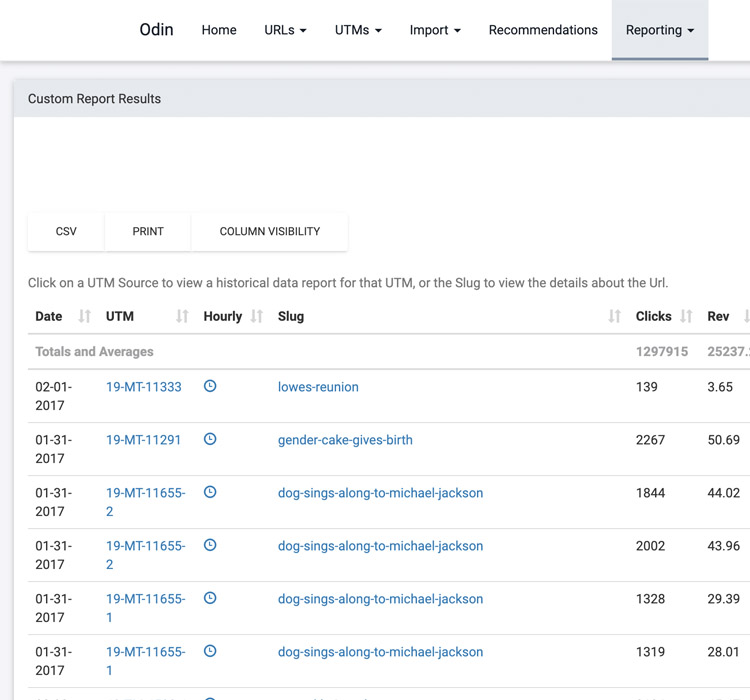 Odin Home URLs UTMs Import Recommendations Reporting
Custom Report Results
CSV PRINT COLUMN VISIBILITY
Click on a UTM Source to view a historical data report for that UTM, or the Slug to view the details about the Url.
Date UTM Hourly Slug Clicks Rev
Totals and Averages 1297915 25237.
02-01- 19-MT-11333 lowes-reunion 139 3.65
2017
01-31- 19-MT-11291 gender-cake-gives-birth 2267 50.69
2017
01-31- 19-MT-11655- dog-sings-along-to-michael-jackson 1844 44.02
2017 2
01-31- 19-MT-11655- dog-sings-along-to-michael-jackson 2002 43.96
2017 2
01-31- 19-MT-11655- dog-sings-along-to-michael-jackson 1328 29.39
2017 1
01-31- 19-MT-11655- dog-sings-along-to-michael-jackson 1319 28.01
2017 1